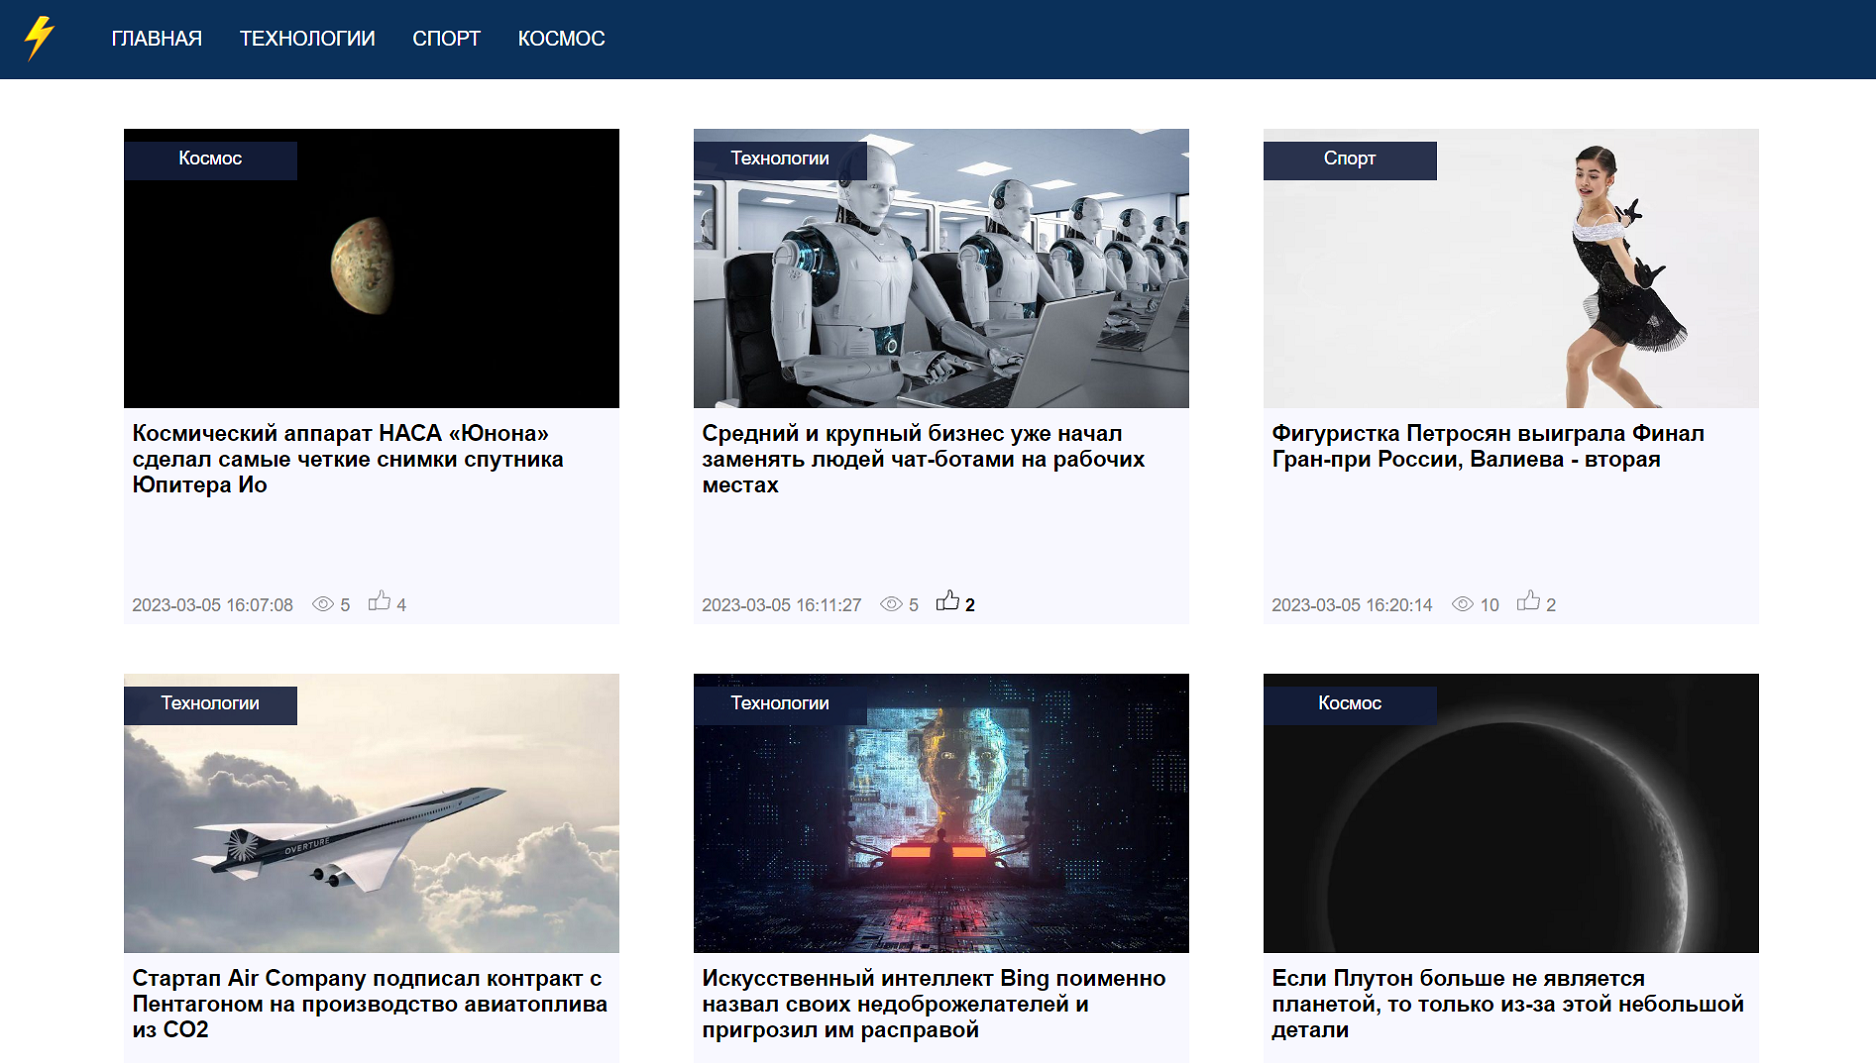 ГЛАВНАЯ ТЕХНОЛОГИИ СПОРТ КОСМОС
Космос
Космический аппарат НАСА «Юнона»
сделал самые четкие снимки спутника
Юпитера Ио
2023-03-05 16:07:08 5 4
Технологии
Средний и крупный бизнес уже начал
заменять людей чат-ботами на рабочих
местах
2023-03-05 16:11:27 5 2
Спорт
Фигуристка Петросян выиграла Финал
Гран-при России, Валиева - вторая
2023-03-05 16:20:14 10 2
Технологии
OVERTURE
Стартап Air Company подписал контракт с
Пентагоном на производство авиатоплива
из CO2
Технологии
Искусственный интеллект Bing поименно
назвал своих недоброжелателей и
пригрозил им расправой
Космос
Если Плутон больше не является
планетой, то только из-за этой небольшой
детали